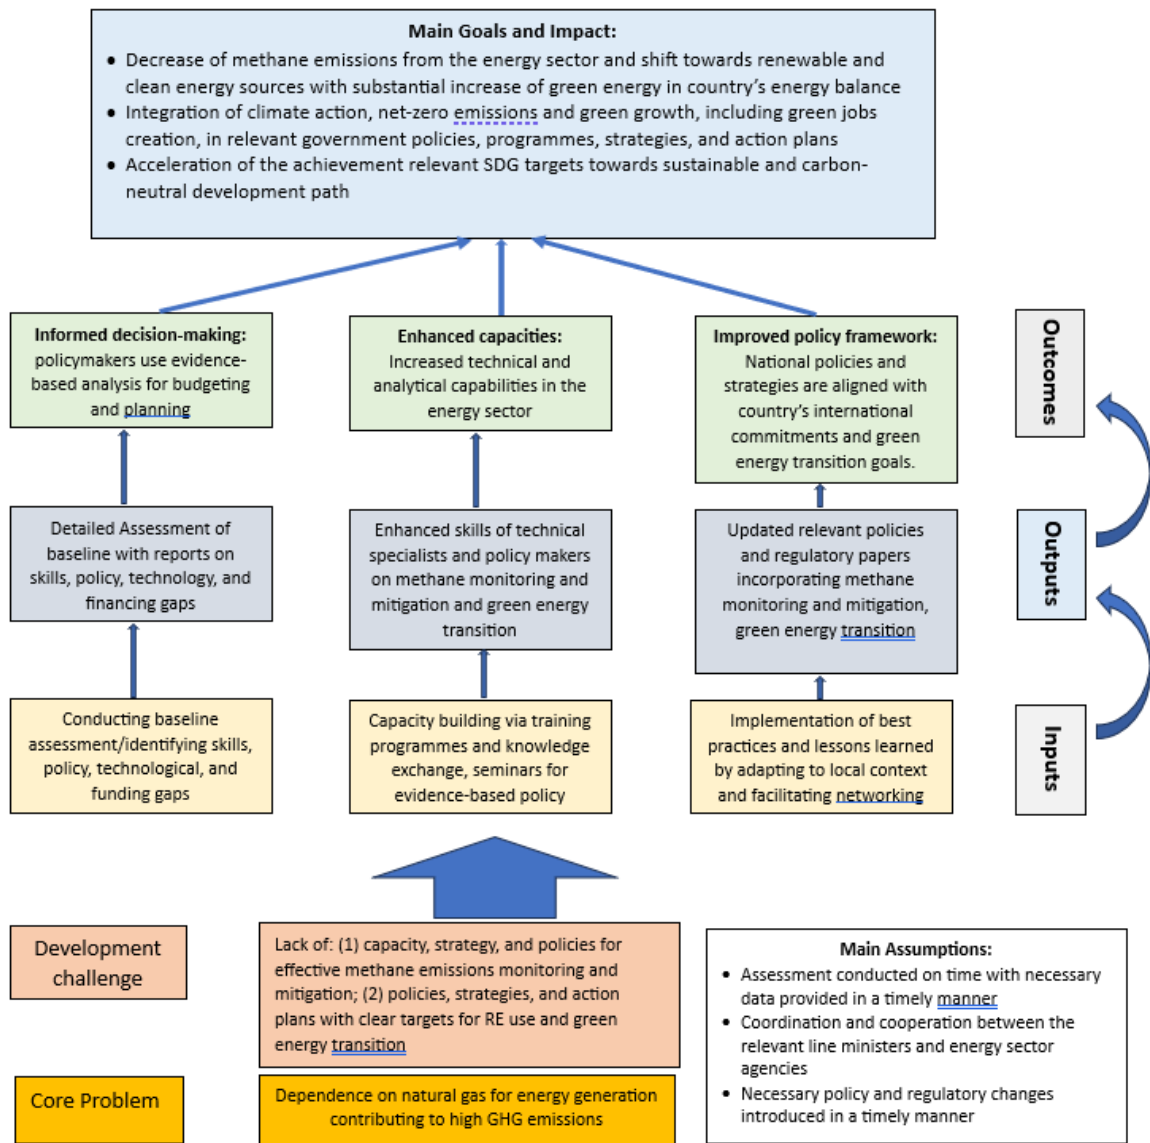 Main Goals and Impact:
• Decrease of methane emissions from the energy sector and shift towards renewable and
clean energy sources with substantial increase of green energy in country's energy balance
• Integration of climate action, net-zero emissions and green growth, including green jobs
creation, in relevant government policies, programmes, strategies, and action plans
• Acceleration of the achievement relevant SDG targets towards sustainable and carbon-
neutral development path
Informed decision-making:
policymakers use evidence-
based analysis for budgeting
and planning
Enhanced capacities:
Increased technical and
analytical capabilities in the
energy sector
Improved policy framework:
National policies and
strategies are aligned with
country's international
commitments and green
energy transition goals.
Outcomes
Detailed Assessment of
baseline with reports on
skills, policy, technology, and
financing gaps
Enhanced skills of technical
specialists and policy makers
on methane monitoring and
mitigation and green energy
transition
Updated relevant policies
and regulatory papers
incorporating methane
monitoring and mitigation,
green energy transition
Outputs
Conducting baseline
assessment/identifying skills,
policy, technological, and
funding gaps
Capacity building via training
programmes and knowledge
exchange, seminars for
evidence-based policy
Implementation of best
practices and lessons learned
by adapting to local context
and facilitating networking
Inputs
Development
challenge
Lack of: (1) capacity, strategy, and policies for
effective methane emissions monitoring and
mitigation; (2) policies, strategies, and action
plans with clear targets for RE use and green
energy transition
Main Assumptions:
• Assessment conducted on time with necessary
data provided in a timely manner
• Coordination and cooperation between the
relevant line ministers and energy sector
agencies
• Necessary policy and regulatory changes
introduced in a timely manner
Core Problem
Dependence on natural gas for energy generation
contributing to high GHG emissions